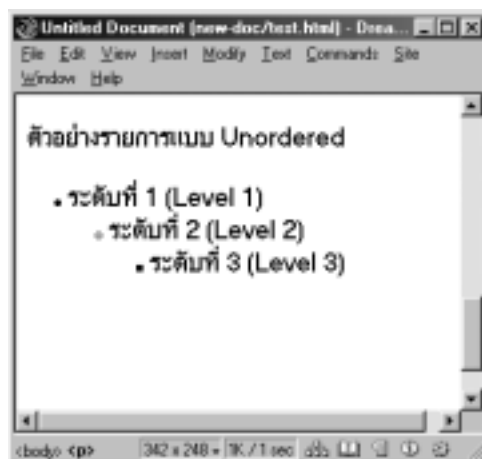 Untitled Document (new-doc/test.html) - Drea...
File Edit View Insert Modify Text Commands Site
Window Help
ตัวอย่างรายการแบบ Unordered
ระดับที่ 1 (Level 1)
ระดับที่ 2 (Level 2)
ระดับที่ 3 (Level 3)
<body> <p> 342 x 248 1K / 1 sec